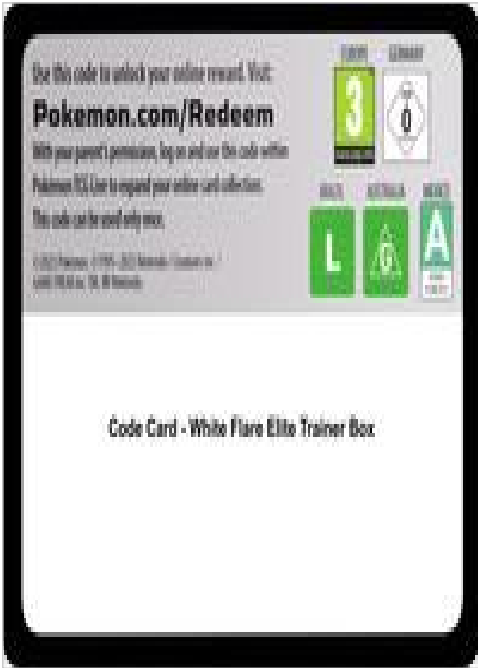 Use this code to unlock your online reward. Visit:
Pokemon.com/Redeem
With your parent's permission, log on and use this code within
Pokémon TCG Live to expand your online card collection.
This code can be used only once.
EUROPE
GERMANY
3
0
BRAZIL
AUSTRALIA
MEXICO
L
G
A
Code Card - White Flare Elite Trainer Box